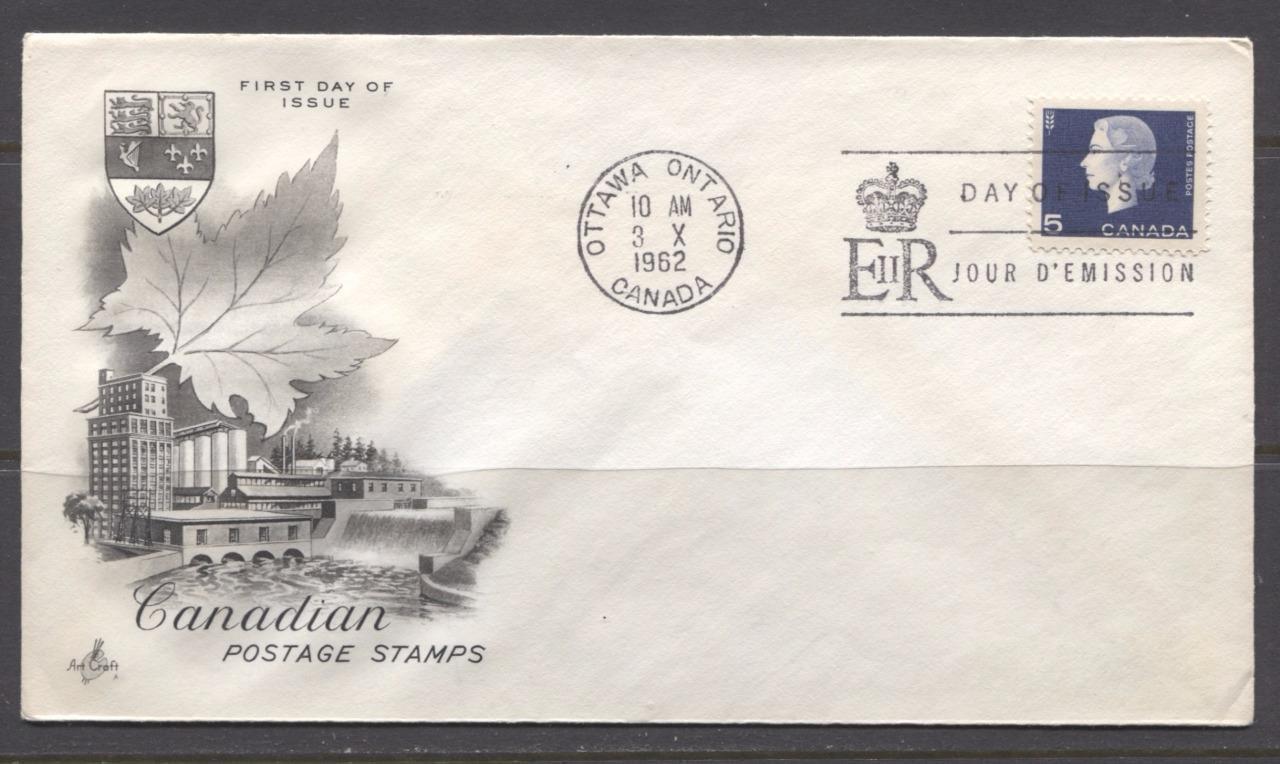 FIRST DAY OF
ISSUE
OTTAWA ONTARIO
10 AM
3 X
1962
CANADA
POSTES POSTAGE
5 CANADA
DAY OF ISSUE
EIIR JOUR D'EMISSION
Canadian
POSTAGE STAMPS
Art Craft